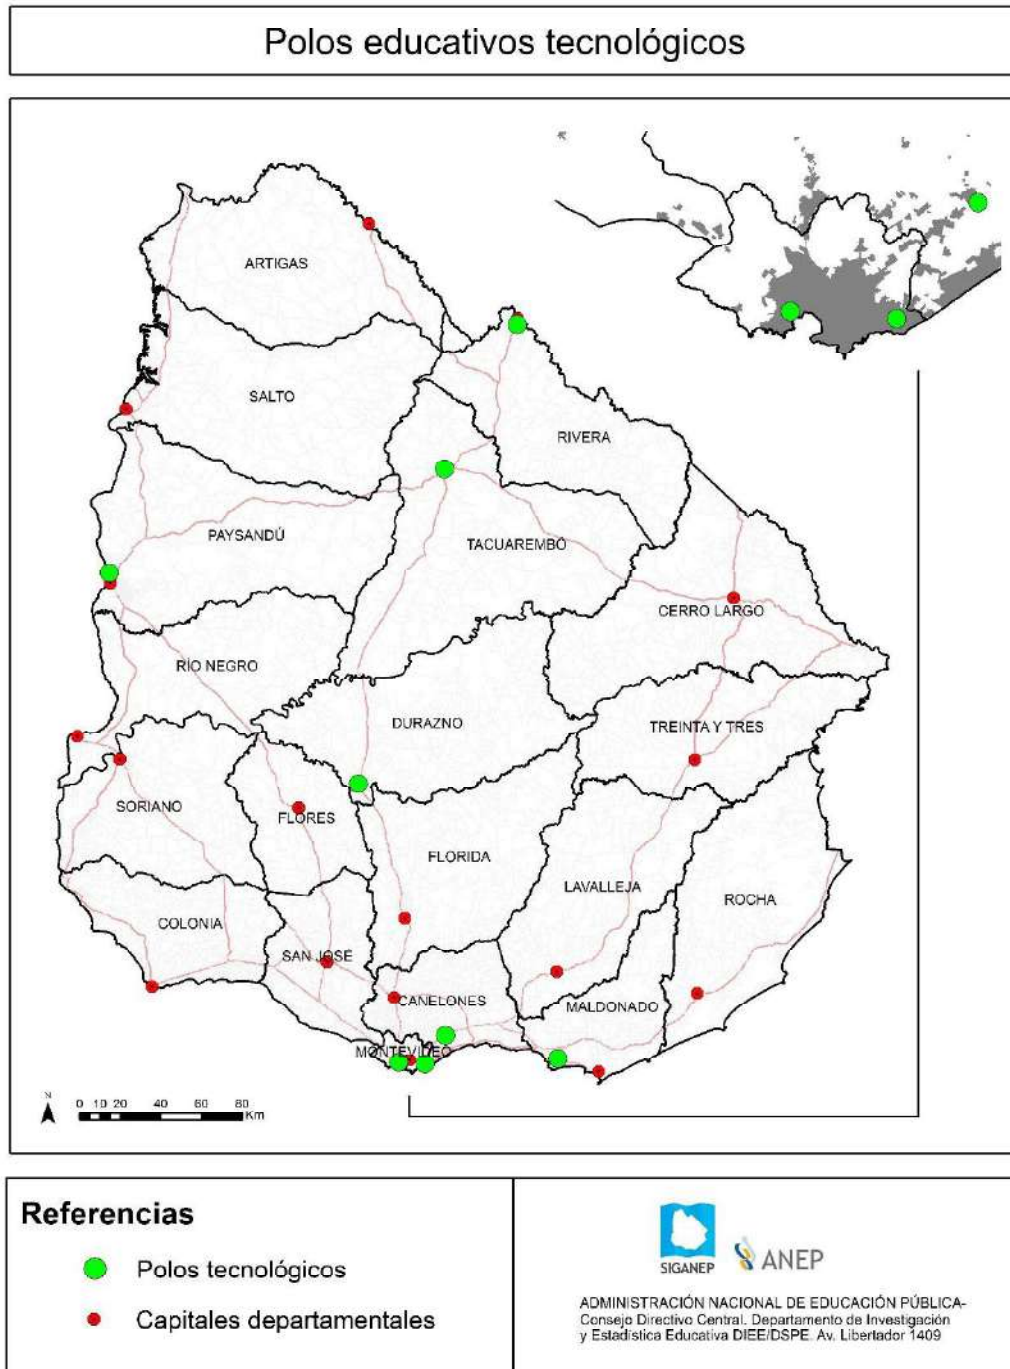 Polos educativos tecnológicos
ARTIGAS
SALTO
RIVERA
PAYSANDÚ
TACUAREMBÓ
CERRO LARGO
RÍO NEGRO
DURAZNO
TREINTA Y TRES
SORIANO
FLORES
FLORIDA
LAVALLEJA
ROCHA
COLONIA
SAN JOSÉ
CANELONES
MALDONADO
MONTEVIDEO
N
0 10 20 40 60 80
Km
Referencias
Polos tecnológicos
Capitales departamentales
SIGANEP
ANEP
ADMINISTRACIÓN NACIONAL DE EDUCACIÓN PÚBLICA-
Consejo Directivo Central. Departamento de Investigación
y Estadística Educativa DIEE/DSPE. Av. Libertador 1409